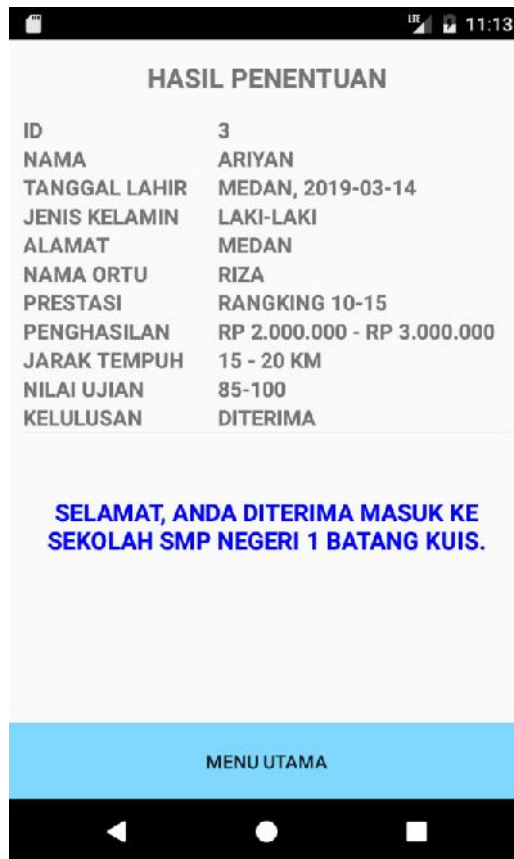 LTE 11:13
HASIL PENENTUAN
ID 3
NAMA ARIYAN
TANGGAL LAHIR MEDAN, 2019-03-14
JENIS KELAMIN LAKI-LAKI
ALAMAT MEDAN
NAMA ORTU RIZA
PRESTASI RANGKING 10-15
PENGHASILAN RP 2.000.000 - RP 3.000.000
JARAK TEMPUH 15 - 20 KM
NILAI UJIAN 85-100
KELULUSAN DITERIMA
SELAMAT, ANDA DITERIMA MASUK KE
SEKOLAH SMP NEGERI 1 BATANG KUIS.
MENU UTAMA